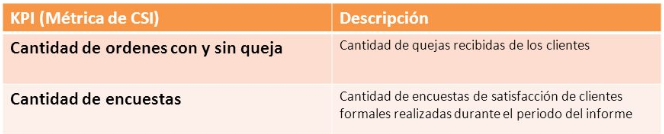 KPI (Métrica de CSI)
Descripción
Cantidad de ordenes con y sin queja
Cantidad de quejas recibidas de los clientes
Cantidad de encuestas
Cantidad de encuestas de satisfacción de clientes
formales realizadas durante el periodo del informe